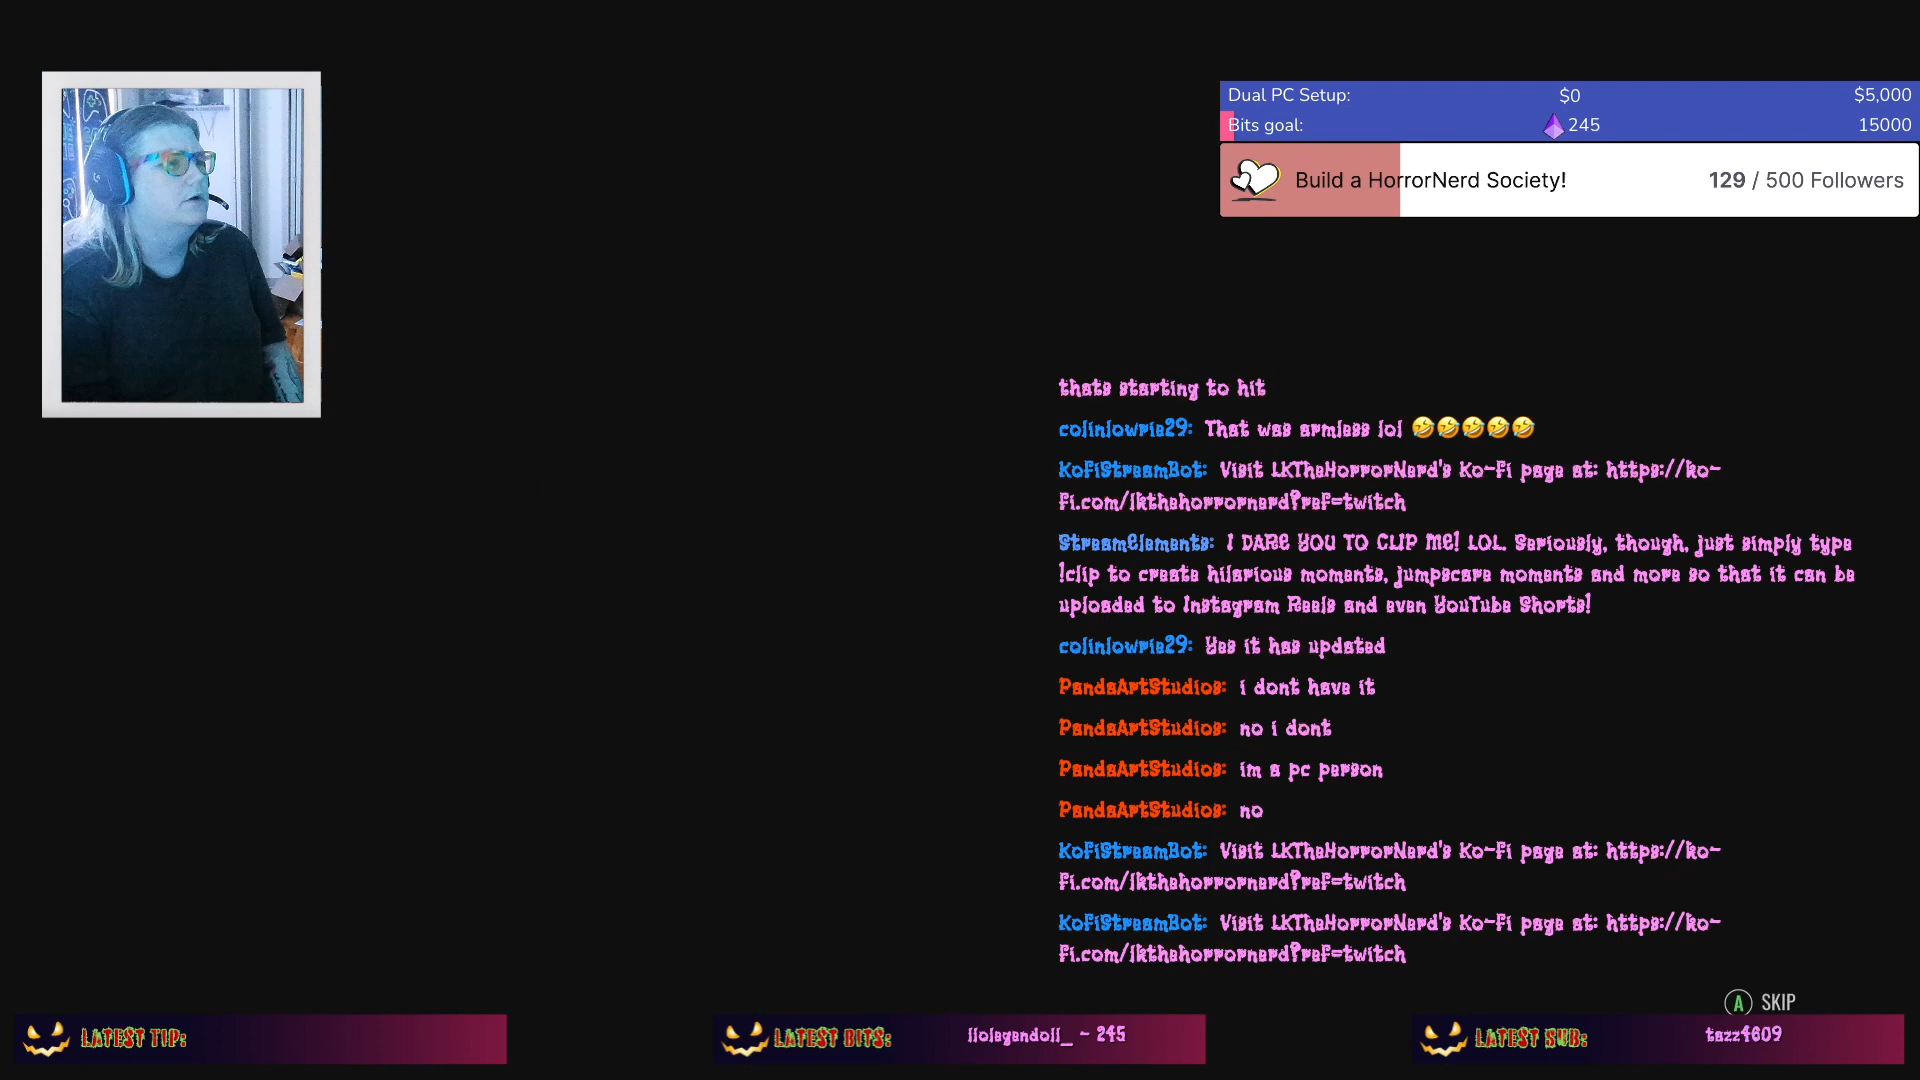 Dual PC Setup: $0 $5,000
Bits goal: 245 15000
Build a HorrorNerd Society! 129 / 500 Followers
thats starting to hit
colinlowrie29: That was armless lol 🤣🤣🤣🤣🤣
KoFiStreamBot: Visit LKTheHorrorNerd's Ko-Fi page at: https://ko-
fi.com/lkthehorrornerd?ref=twitch
StreamElements: I DARE YOU TO CLIP ME! LOL. Seriously, though, just simply type
!clip to create hilarious moments, jumpscare moments and more so that it can be
uploaded to Instagram Reels and even YouTube Shorts!
colinlowrie29: Yes it has updated
PandaArtStudios: i dont have it
PandaArtStudios: no i dont
PandaArtStudios: im a pc person
PandaArtStudios: no
KoFiStreamBot: Visit LKTheHorrorNerd's Ko-Fi page at: https://ko-
fi.com/lkthehorrornerd?ref=twitch
KoFiStreamBot: Visit LKTheHorrorNerd's Ko-Fi page at: https://ko-
fi.com/lkthehorrornerd?ref=twitch
A SKIP
LATEST TIP: LATEST BITS: llolegendoll_ - 245 LATEST SUB: tazz4609